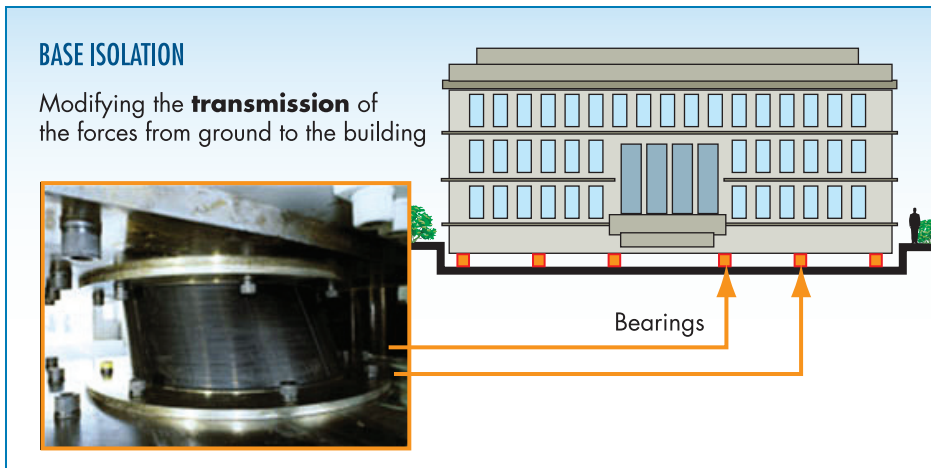 BASE ISOLATION
Modifying the transmission of
the forces from ground to the building
Bearings